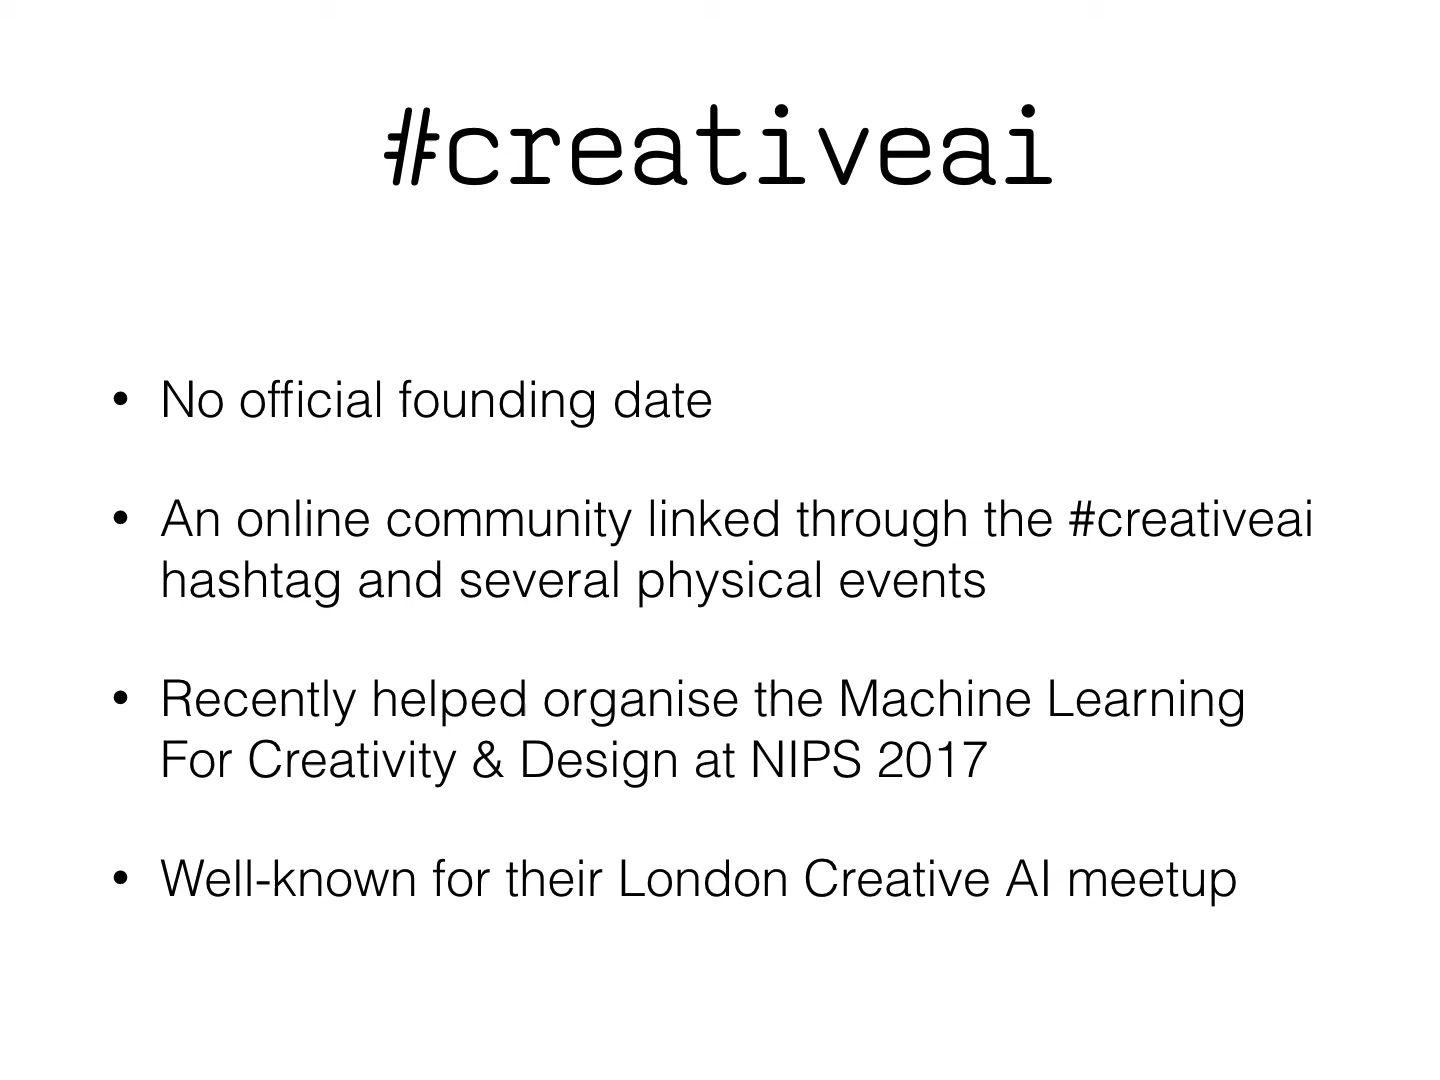 #creativeai
• No official founding date
• An online community linked through the #creativeai
hashtag and several physical events
• Recently helped organise the Machine Learning
For Creativity & Design at NIPS 2017
• Well-known for their London Creative AI meetup